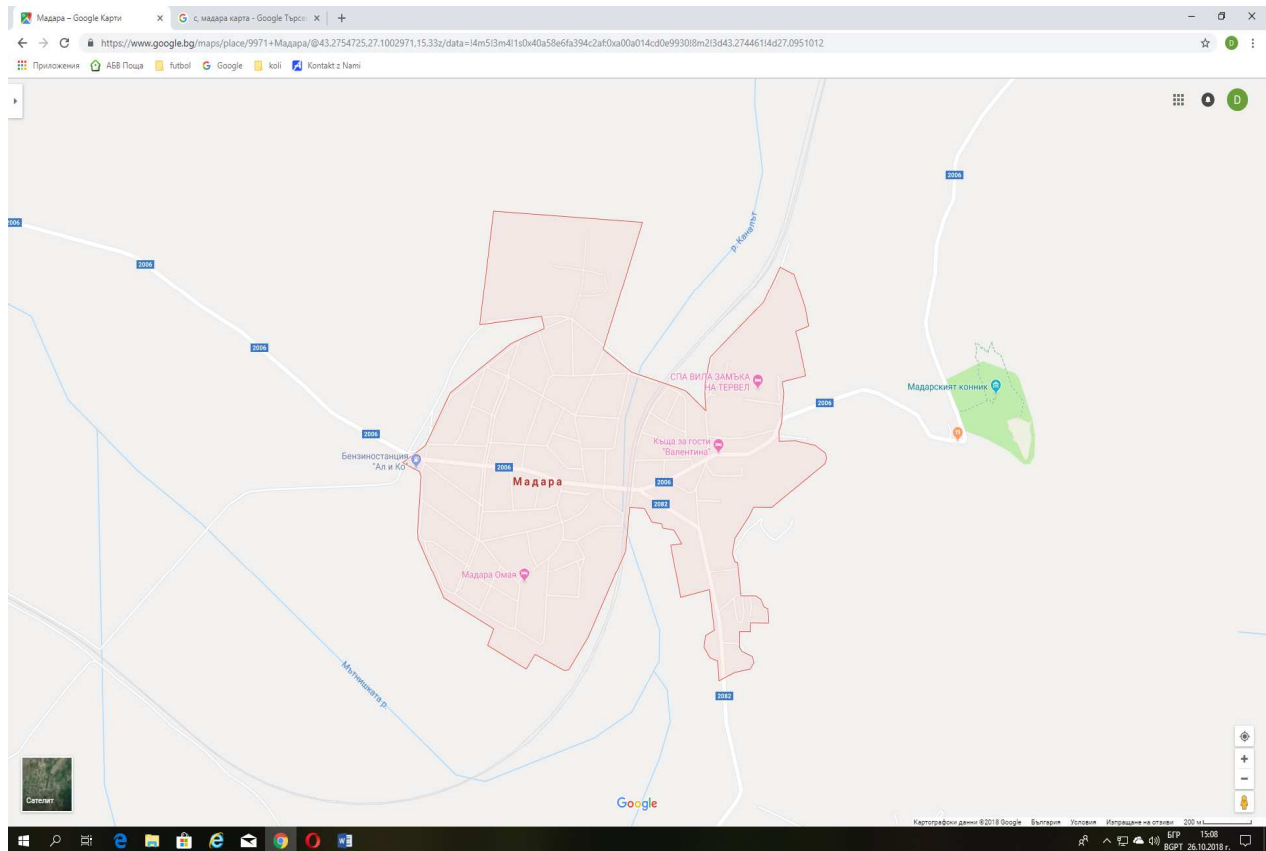 Мадара – Google Карти
с, мадара карта - Google Търсе
https://www.google.bg/maps/place/9971+Мадара/@43.2754725,27.1002971,15.33z/data=!4m5!3m4!1s0x40a58e6fa394c2af:0xa00a014cd0e9930!8m2!3d43.274461!4d27.0951012
D
Приложения
АБВ Поща
futbol
Google
koli
Kontakt z Nami
D
2006
2006
2006
р. Каналът
2006
СПА ВИЛА ЗАМЪКА
НА ТЕРВЕЛ
Мадарският конник
2006
2006
Къща за гости
"Валентина"
Бензиностанция
"Ал и Ко"
2006
Мадара
2006
2082
Мадара Омая
Мътнишката р.
2082
Сателит
Google
Картографски данни ©2018 Google България Условия Изпращане на отзиви 200 м
БГР 15:08
BGPT 26.10.2018 г.